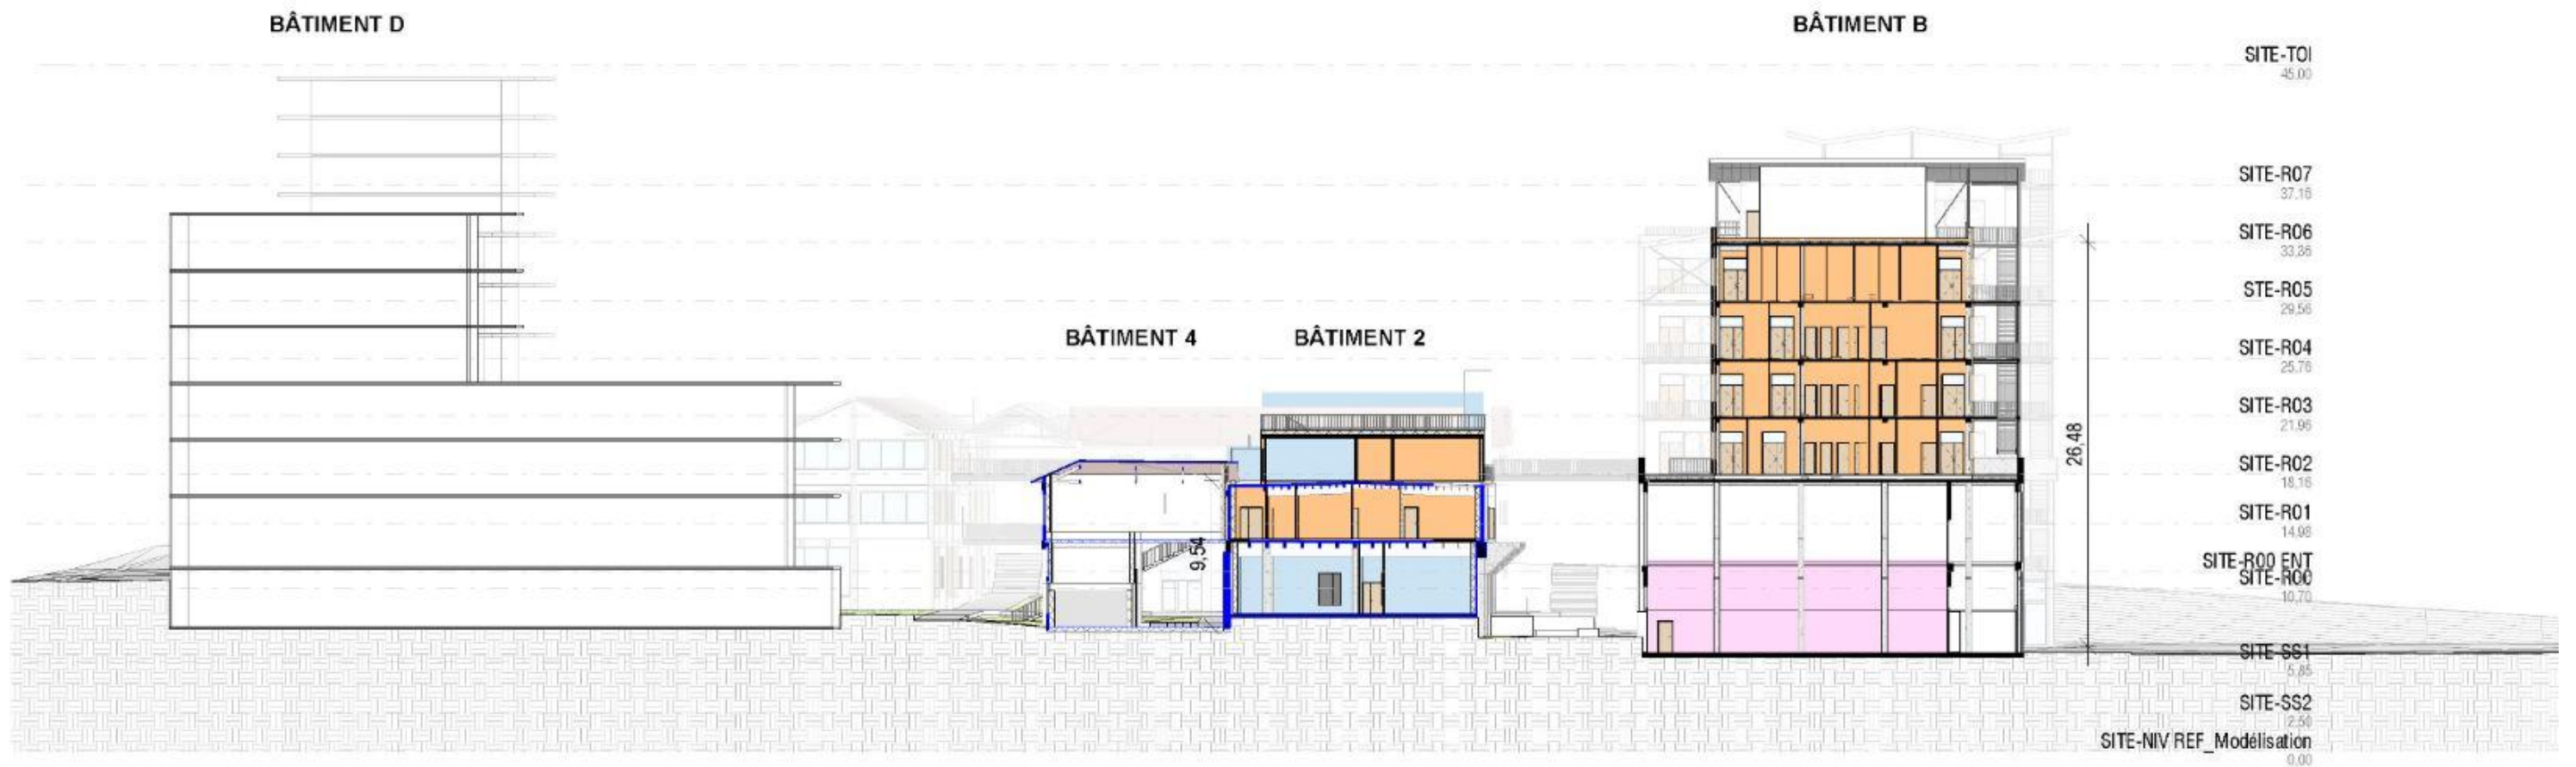 BÂTIMENT D
BÂTIMENT B
SITE-TOI
45,00
SITE-R07
37,16
SITE-R06
33,36
STE-R05
29,56
BÂTIMENT 4
BÂTIMENT 2
SITE-R04
25,76
SITE-R03
21,96
26,48
SITE-R02
18,16
SITE-R01
14,96
9,54
SITE-R00 ENT
SITE-R00
10,70
SITE-SS1
5,85
SITE-SS2
2,50
SITE-NIV REF_Modélisation
0,00